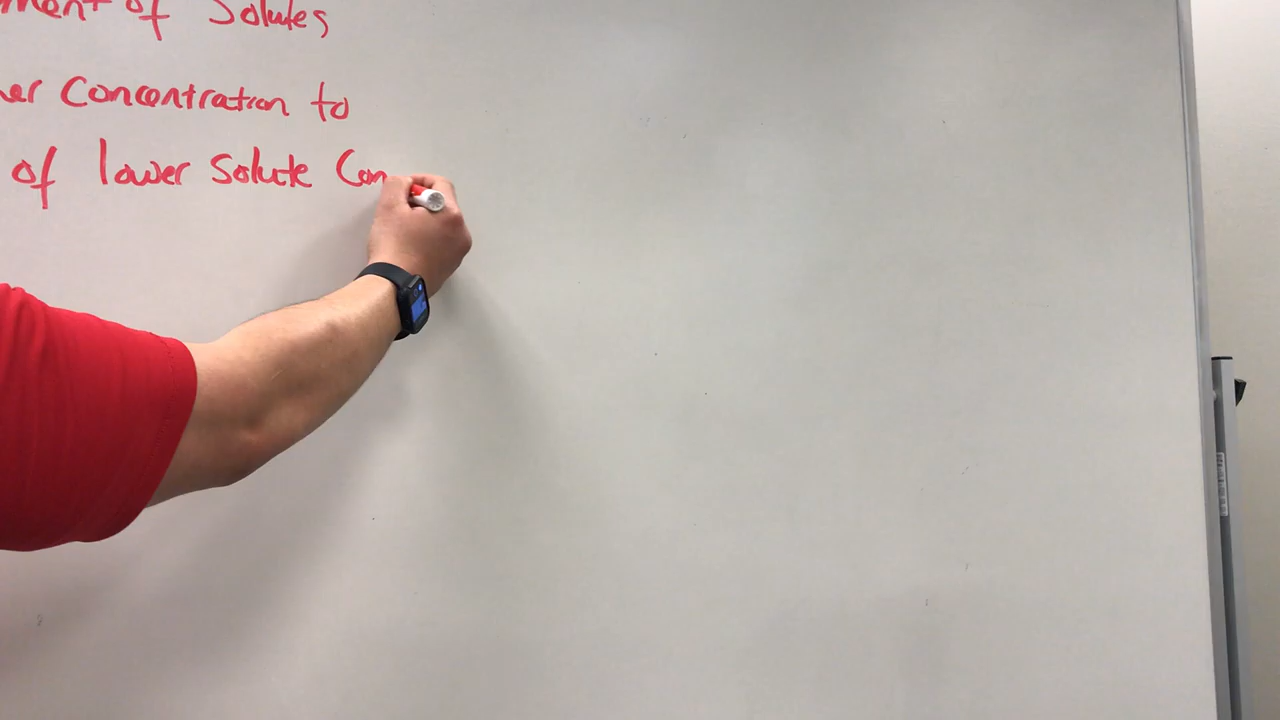 ment of Solutes
er Concentration to
of lower Solute Con